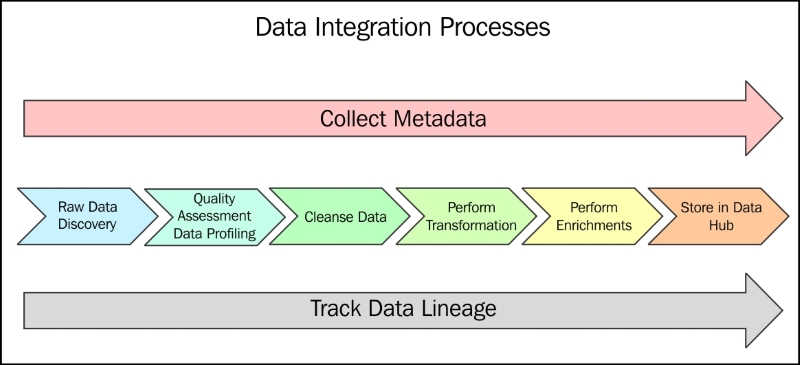 Data Integration Processes
Collect Metadata
Raw Data
Discovery
Quality
Assessment
Data Profiling
Cleanse Data
Perform
Transformation
Perform
Enrichments
Store in Data
Hub
Track Data Lineage